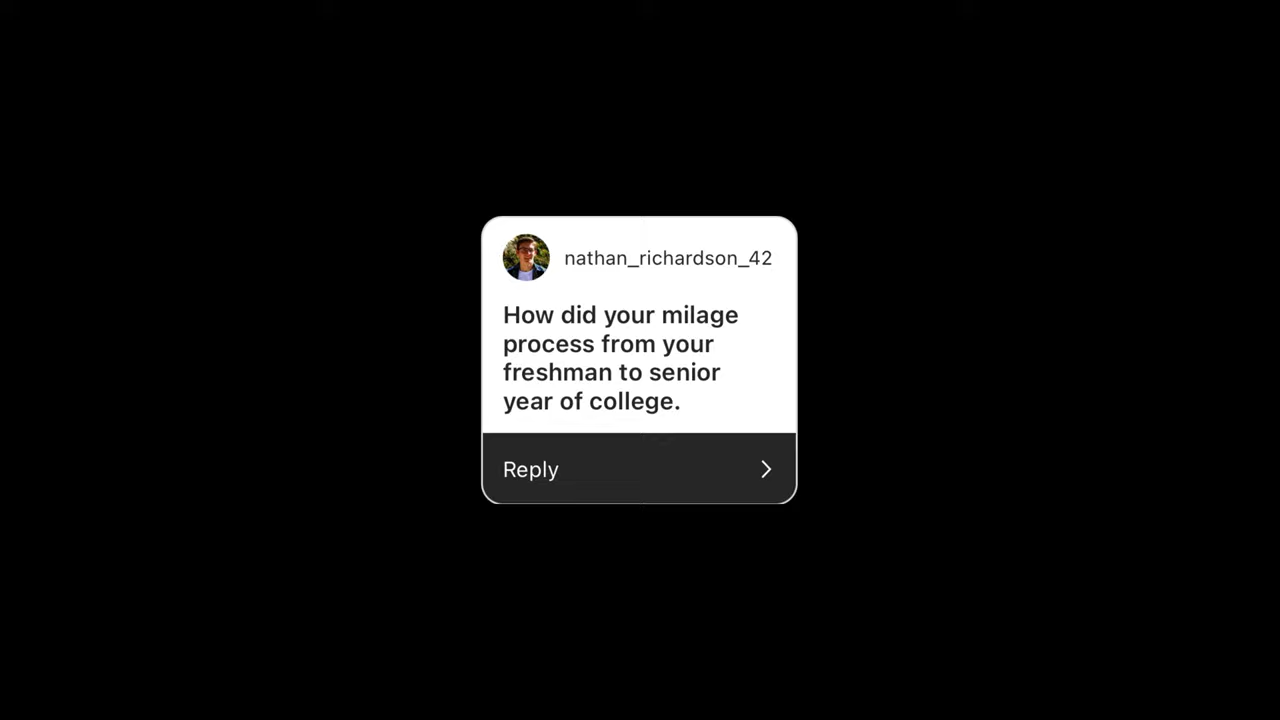 nathan_richardson_42
How did your milage
process from your
freshman to senior
year of college.
Reply